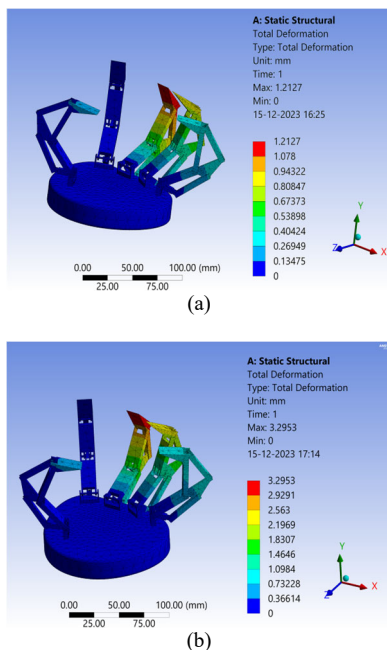 A: Static Structural
Total Deformation
Type: Total Deformation
Unit: mm
Time: 1
Max: 1.2127
Min: 0
15-12-2023 16:25
1.2127
1.078
0.94322
0.80847
0.67373
0.53898
0.40424
0.26949
0.13475
0
Y
Z
X
0.00 50.00 100.00 (mm)
25.00 75.00
(a)
A: Static Structural
Total Deformation
Type: Total Deformation
Unit: mm
Time: 1
Max: 3.2953
Min: 0
15-12-2023 17:14
3.2953
2.9291
2.563
2.1969
1.8307
1.4646
1.0984
0.73228
0.36614
0
Y
Z
X
0.00 50.00 100.00 (mm)
25.00 75.00
(b)